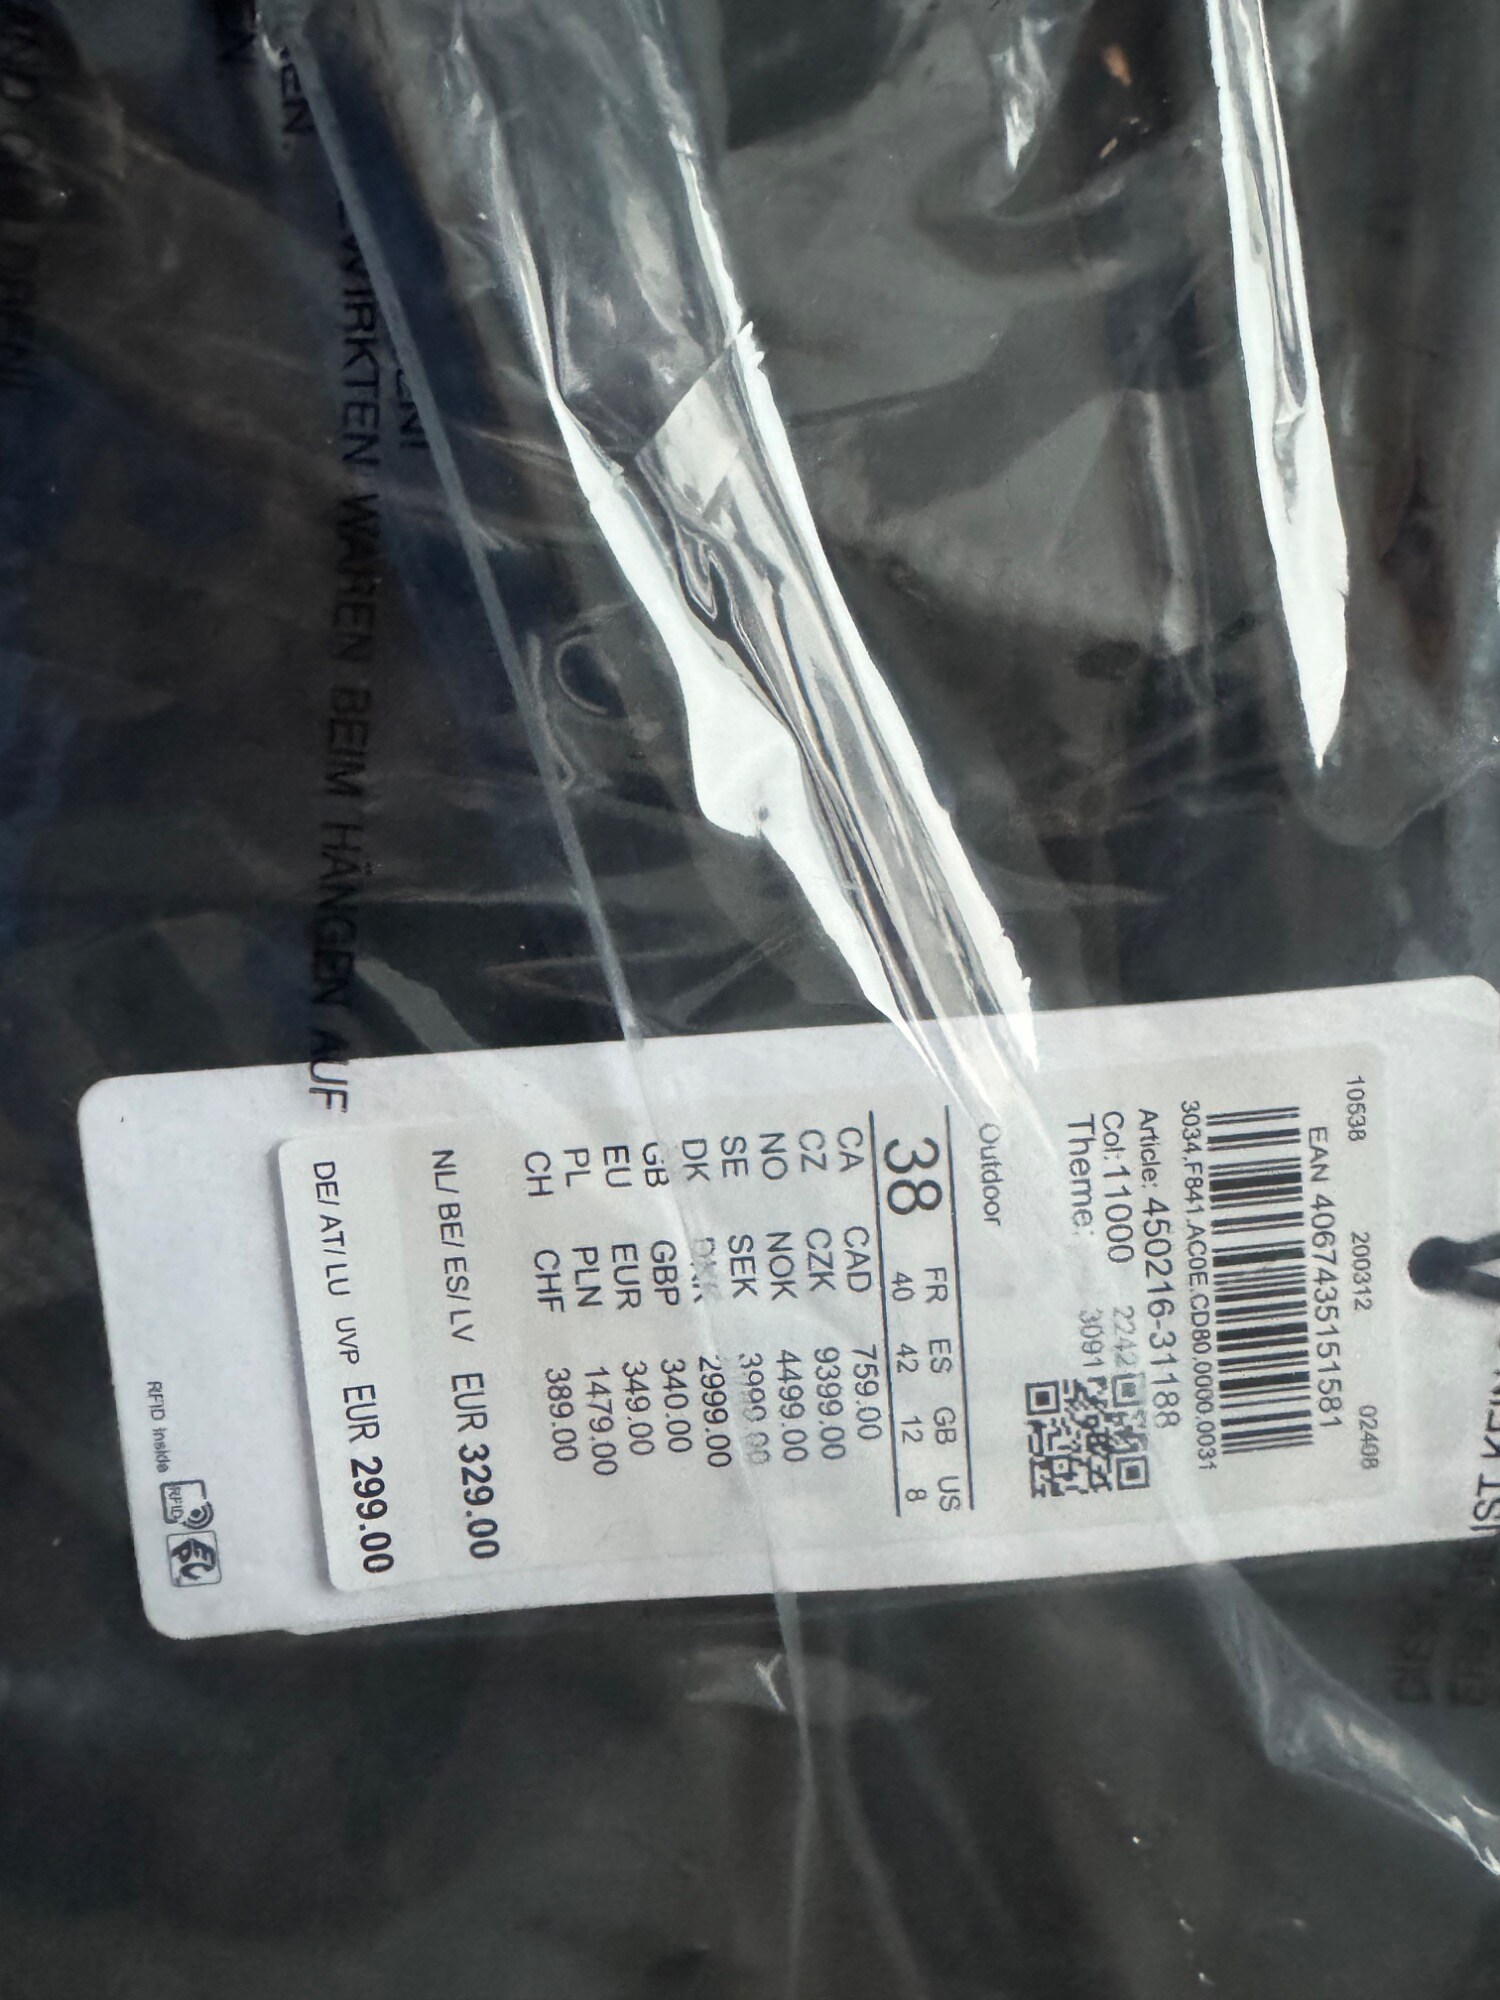 10538 200312 02408
EAN 4067435151581
3034.F841.AC0E.CD80.0000.0031
Article: 450216-31188
Col:11000 2242
Theme: 3091
Outdoor
FR ES GB US
38 40 42 12 8
CA CAD 759.00
CZ CZK 9399.00
NO NOK 4499.00
SE SEK 3999.00
DK DKK 2999.00
GB GBP 340.00
EU EUR 349.00
PL PLN 1479.00
CH CHF 389.00
NL/BE/ES/LV EUR 329.00
DE/AT/LU UVP EUR 299.00
RFID inside
RFID
WAREN BEIM HÄNGEN AUF